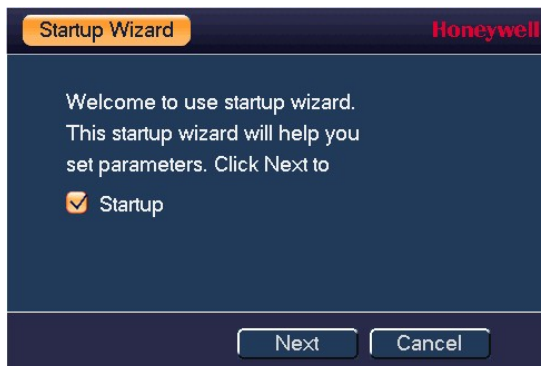 Startup Wizard
Honeywell
Welcome to use startup wizard.
This startup wizard will help you
set parameters. Click Next to
Startup
Next
Cancel